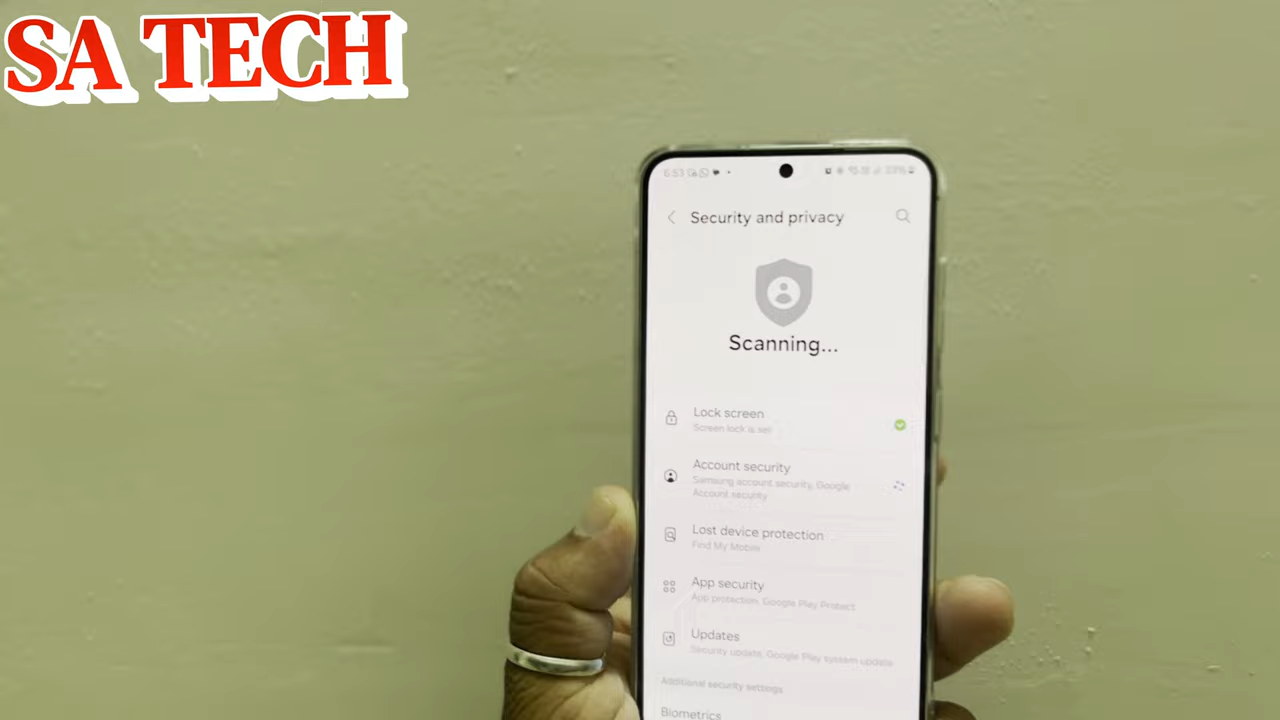 SA TECH
6:53
Security and privacy
Scanning...
Lock screen
Screen lock is set
Account security
Samsung account security, Google
Account security
Lost device protection
Find My Mobile
App security
App protection, Google Play Protect
Updates
Security update, Google Play system update
Additional security settings
Biometrics